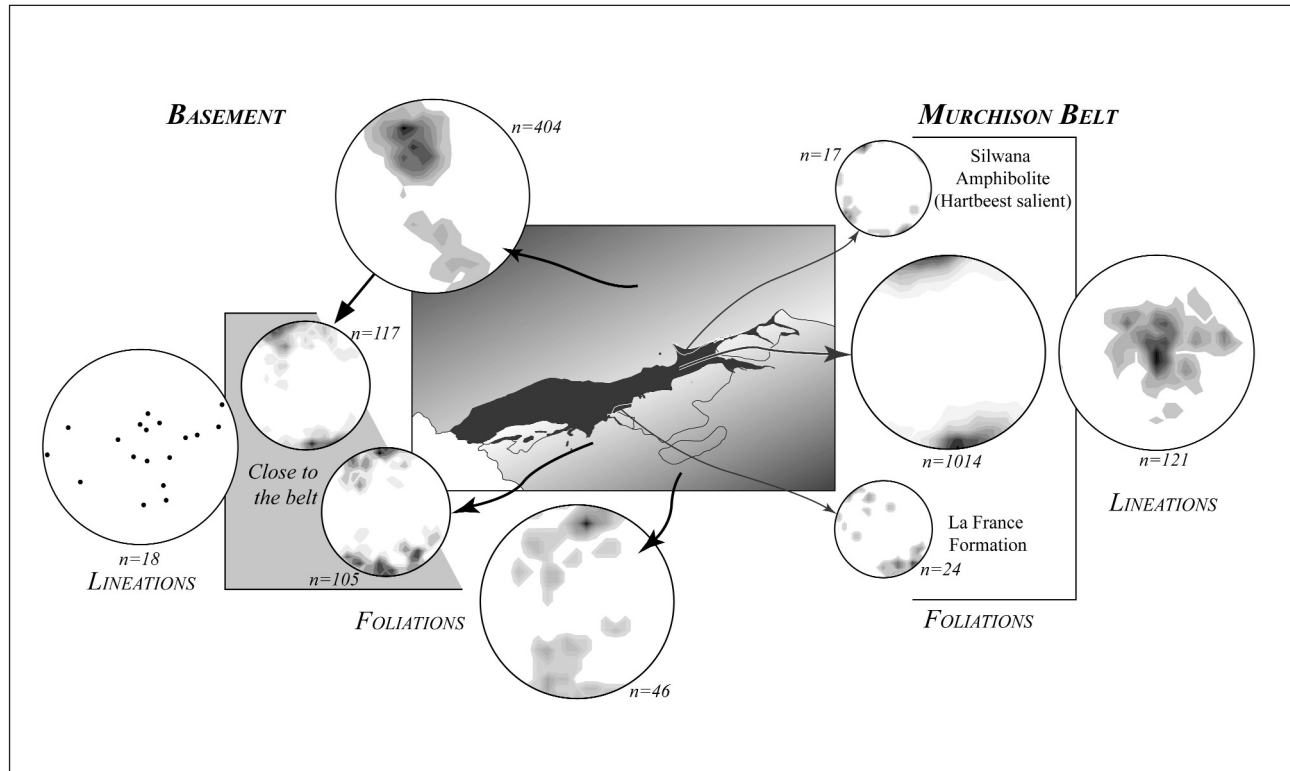 BASEMENT
n=404
n=117
Close to
the belt
n=105
n=18
LINEATIONS
FOLIATIONS
n=46
MURCHISON BELT
n=17
Silwana
Amphibolite
(Hartbeest salient)
n=1014
n=121
LINEATIONS
La France
Formation
n=24
FOLIATIONS